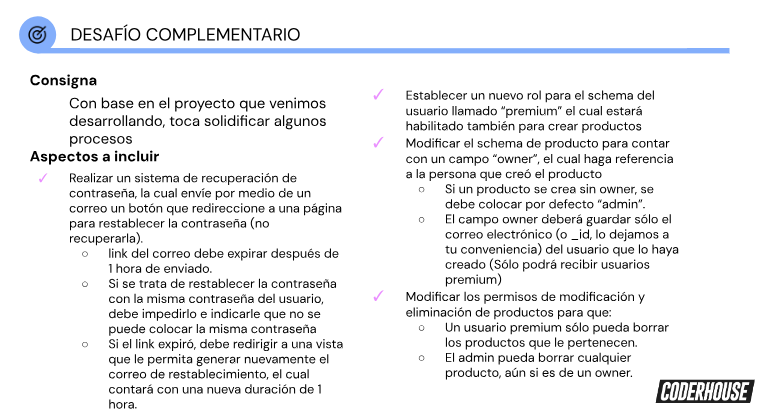 DESAFÍO COMPLEMENTARIO
Consigna
Con base en el proyecto que venimos
desarrollando, toca solidificar algunos
procesos
Aspectos a incluir
✓ Realizar un sistema de recuperación de
contraseña, la cual envíe por medio de un
correo un botón que redireccione a una página
para restablecer la contraseña (no
recuperarla).
○ link del correo debe expirar después de
1 hora de enviado.
○ Si se trata de restablecer la contraseña
con la misma contraseña del usuario,
debe impedirlo e indicarle que no se
puede colocar la misma contraseña
○ Si el link expiró, debe redirigir a una vista
que le permita generar nuevamente el
correo de restablecimiento, el cual
contará con una nueva duración de 1
hora.
✓ Establecer un nuevo rol para el schema del
usuario llamado “premium” el cual estará
habilitado también para crear productos
✓ Modificar el schema de producto para contar
con un campo “owner”, el cual haga referencia
a la persona que creó el producto
○ Si un producto se crea sin owner, se
debe colocar por defecto “admin”.
○ El campo owner deberá guardar sólo el
correo electrónico (o _id, lo dejamos a
tu conveniencia) del usuario que lo haya
creado (Sólo podrá recibir usuarios
premium)
✓ Modificar los permisos de modificación y
eliminación de productos para que:
○ Un usuario premium sólo pueda borrar
los productos que le pertenecen.
○ El admin pueda borrar cualquier
producto, aún si es de un owner.
CODERHOUSE